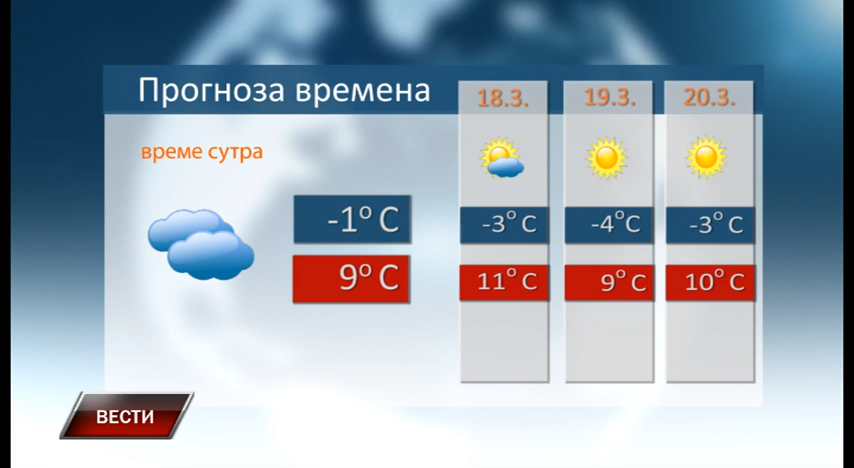 Прогноза времена
време сутра
-1° C
9° C
18.3.
-3° C
11° C
19.3.
-4°C
9° C
20.3.
-3° C
10° C
ВЕСТИ